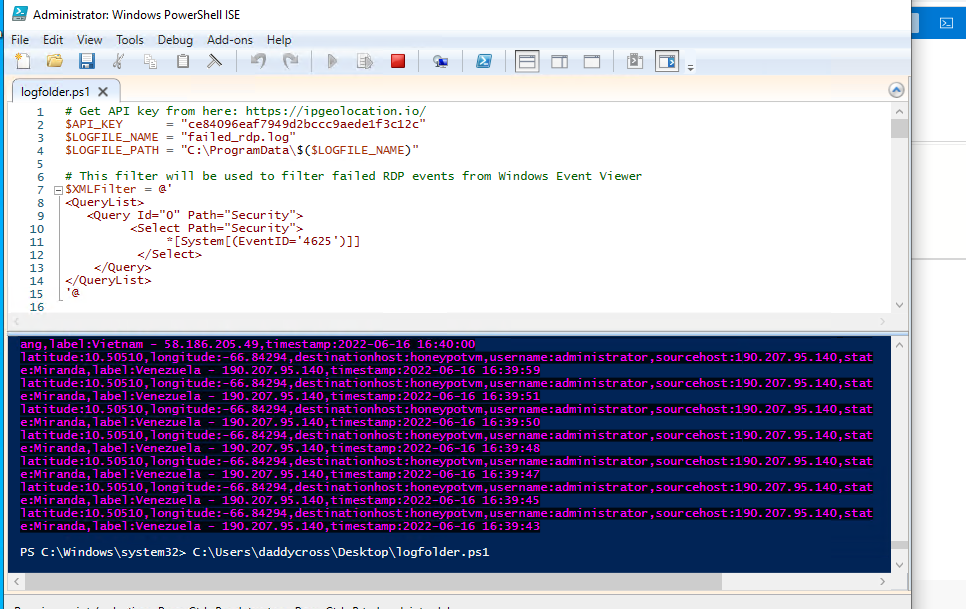 Administrator: Windows PowerShell ISE
File Edit View Tools Debug Add-ons Help
logfolder.ps1 X
1 # Get API key from here: https://ipgeolocation.io/
2 $API_KEY = "ce84096eaf7949d2bccc9aede1f3c12c"
3 $LOGFILE_NAME = "failed_rdp.log"
4 $LOGFILE_PATH = "C:\ProgramData\$($LOGFILE_NAME)"
5
6 # This filter will be used to filter failed RDP events from Windows Event Viewer
7 $XMLFilter = @'
8 <QueryList>
9 <Query Id="0" Path="Security">
10 <Select Path="Security">
11 *[System[(EventID='4625')]]
12 </Select>
13 </Query>
14 </QueryList>
15 '@
16
ang,label:Vietnam - 58.186.205.49,timestamp:2022-06-16 16:40:00
latitude:10.50510,longitude:-66.84294,destinationhost:honeypotvm,username:administrator,sourcehost:190.207.95.140,stat
e:Miranda,label:Venezuela - 190.207.95.140,timestamp:2022-06-16 16:39:59
latitude:10.50510,longitude:-66.84294,destinationhost:honeypotvm,username:administrator,sourcehost:190.207.95.140,stat
e:Miranda,label:Venezuela - 190.207.95.140,timestamp:2022-06-16 16:39:51
latitude:10.50510,longitude:-66.84294,destinationhost:honeypotvm,username:administrator,sourcehost:190.207.95.140,stat
e:Miranda,label:Venezuela - 190.207.95.140,timestamp:2022-06-16 16:39:50
latitude:10.50510,longitude:-66.84294,destinationhost:honeypotvm,username:administrator,sourcehost:190.207.95.140,stat
e:Miranda,label:Venezuela - 190.207.95.140,timestamp:2022-06-16 16:39:48
latitude:10.50510,longitude:-66.84294,destinationhost:honeypotvm,username:administrator,sourcehost:190.207.95.140,stat
e:Miranda,label:Venezuela - 190.207.95.140,timestamp:2022-06-16 16:39:47
latitude:10.50510,longitude:-66.84294,destinationhost:honeypotvm,username:administrator,sourcehost:190.207.95.140,stat
e:Miranda,label:Venezuela - 190.207.95.140,timestamp:2022-06-16 16:39:45
latitude:10.50510,longitude:-66.84294,destinationhost:honeypotvm,username:administrator,sourcehost:190.207.95.140,stat
e:Miranda,label:Venezuela - 190.207.95.140,timestamp:2022-06-16 16:39:43
PS C:\Windows\system32> C:\Users\daddycross\Desktop\logfolder.ps1